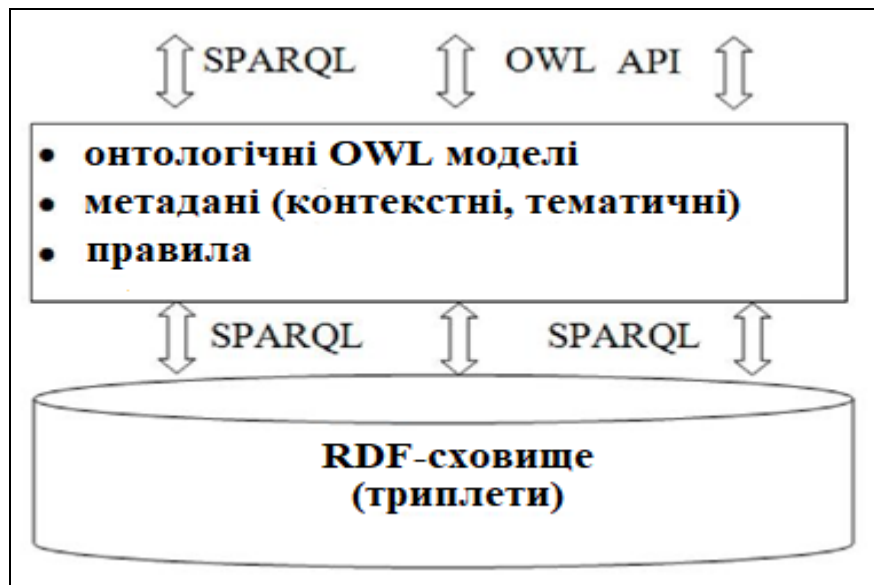 SPARQL OWL API
• онтологічні OWL моделі
• метадані (контекстні, тематичні)
• правила
SPARQL SPARQL
RDF-сховище
(триплети)